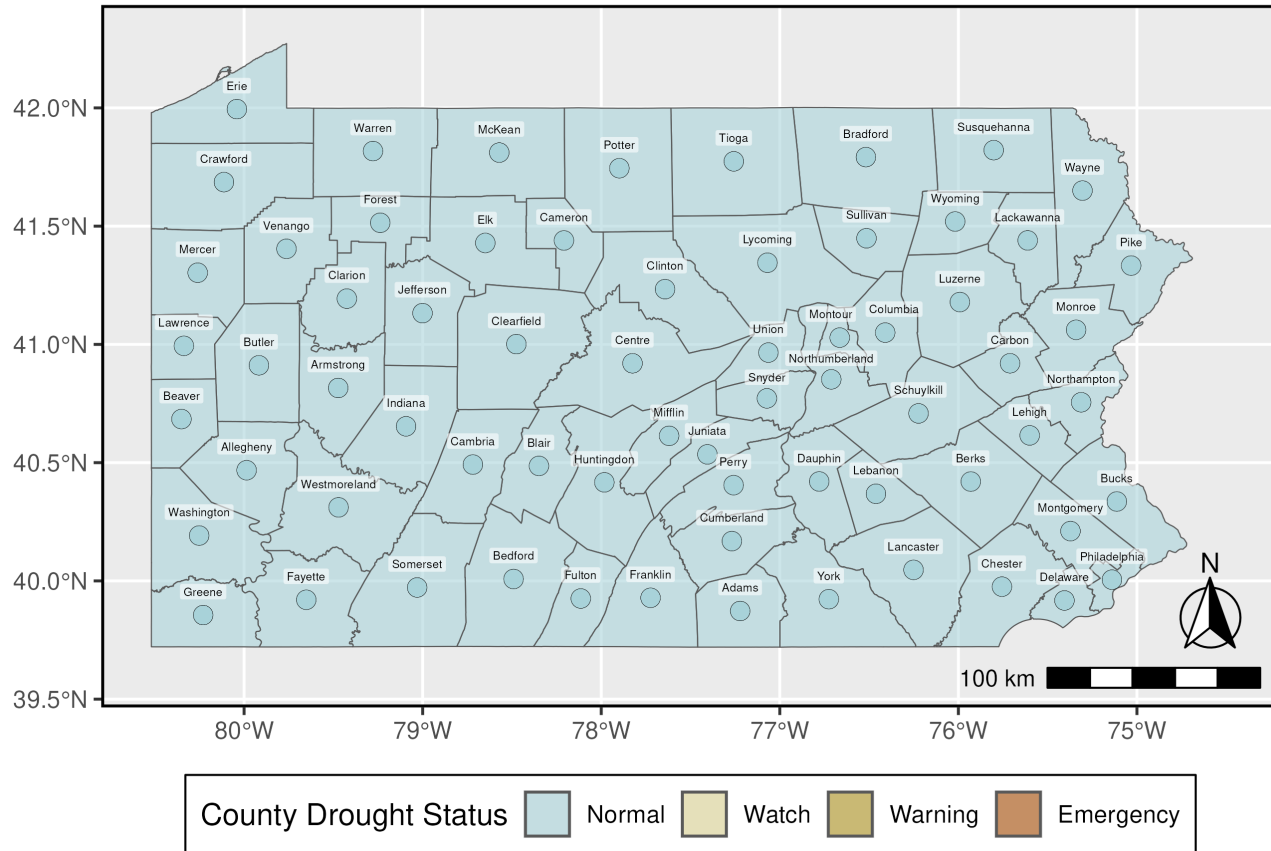 42.0°N
41.5°N
41.0°N
40.5°N
40.0°N
39.5°N
Erie
Warren
McKean
Potter
Tioga
Bradford
Susquehanna
Crawford
Wayne
Forest
Venango
Elk
Cameron
Sullivan
Wyoming
Lackawanna
Mercer
Lycoming
Pike
Clarion
Clinton
Jefferson
Luzerne
Lawrence
Clearfield
Montour
Columbia
Monroe
Butler
Centre
Union
Carbon
Armstrong
Northumberland
Snyder
Northampton
Beaver
Indiana
Schuylkill
Mifflin
Lehigh
Allegheny
Cambria
Blair
Juniata
Huntingdon
Perry
Dauphin
Lebanon
Berks
Westmoreland
Bucks
Washington
Cumberland
Montgomery
Somerset
Bedford
Lancaster
Philadelphia
Greene
Fayette
Fulton
Franklin
Adams
York
Chester
Delaware
N
100 km
80°W 79°W 78°W 77°W 76°W 75°W
County Drought Status Normal Watch Warning Emergency